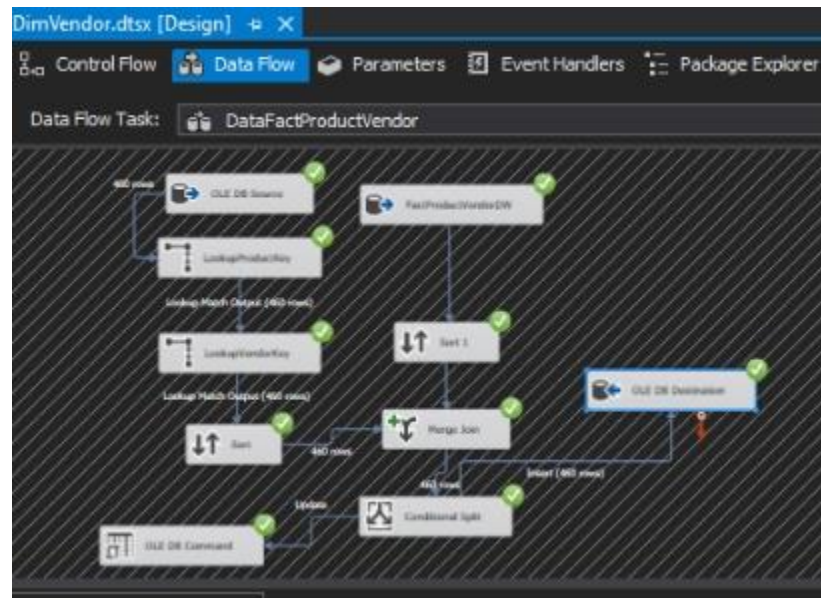 DimVendor.dtsx [Design]
Control Flow Data Flow Parameters Event Handlers Package Explorer
Data Flow Task: DataFactProductVendor
460 rows
OLE DB Source
FactProductVendorDW
LookupProductKey
Lookup Match Output (460 rows)
Sort 1
LookupVendorKey
OLE DB Destination
Lookup Match Output (460 rows)
Sort
Merge Join
460 rows
Insert (460 rows)
460 rows
Update
Conditional Split
OLE DB Command